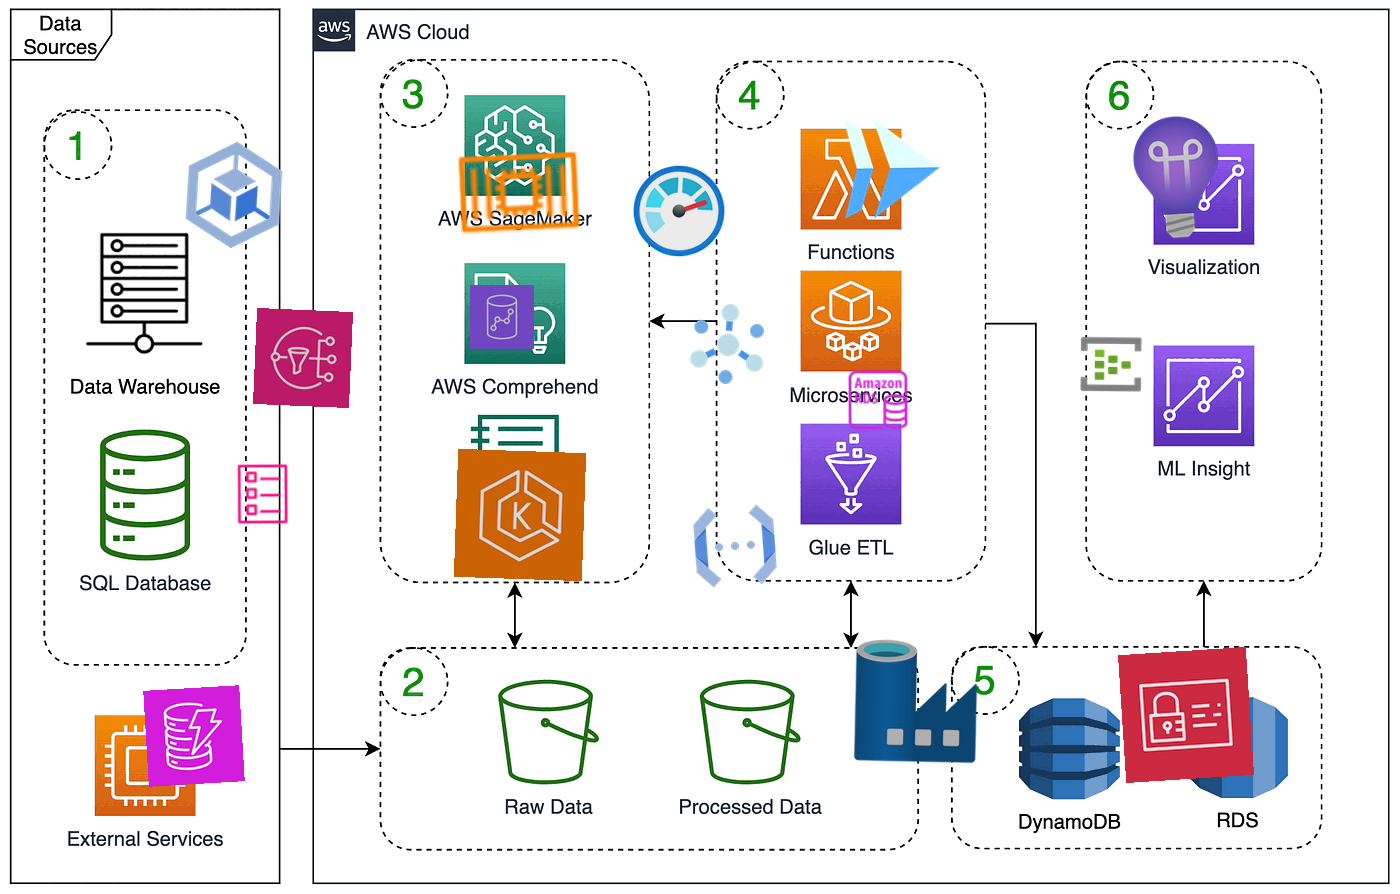 Data
Sources
aws
AWS Cloud
1
Data Warehouse
SQL Database
External Services
3
AWS SageMaker
AWS Comprehend
K
4
Functions
Microservices
Amazon
RDS
Glue ETL
6
Visualization
ML Insight
2
Raw Data
Processed Data
5
DynamoDB
RDS